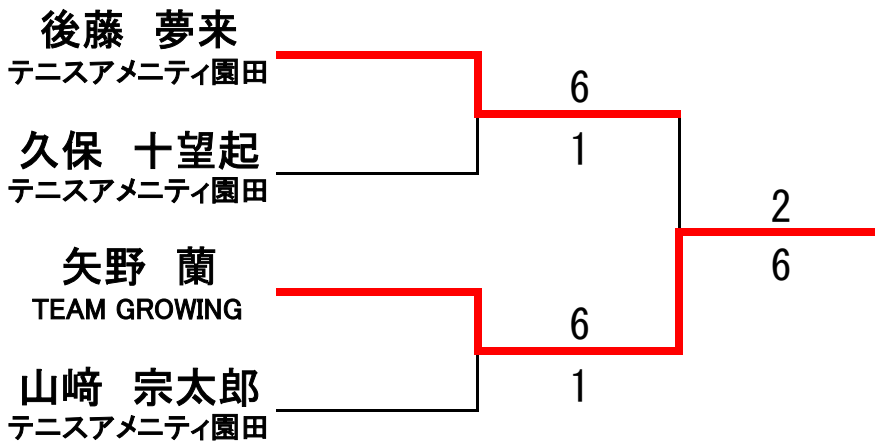 後藤　夢来
テニスアメニティ園田
6
1
久保　十望起
テニスアメニティ園田
2
6
矢野　蘭
TEAM GROWING
6
1
山﨑　宗太郎
テニスアメニティ園田